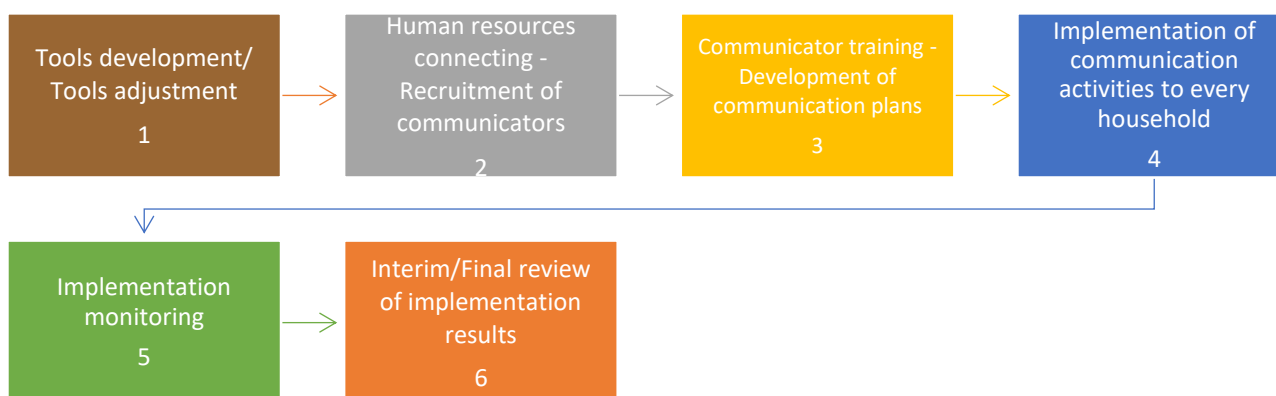 Tools development/
Tools adjustment
1
Human resources
connecting -
Recruitment of
communicators
2
Communicator training -
Development of
communication plans
3
Implementation of
communication
activities to every
household
4
Implementation
monitoring
5
Interim/Final review
of implementation
results
6